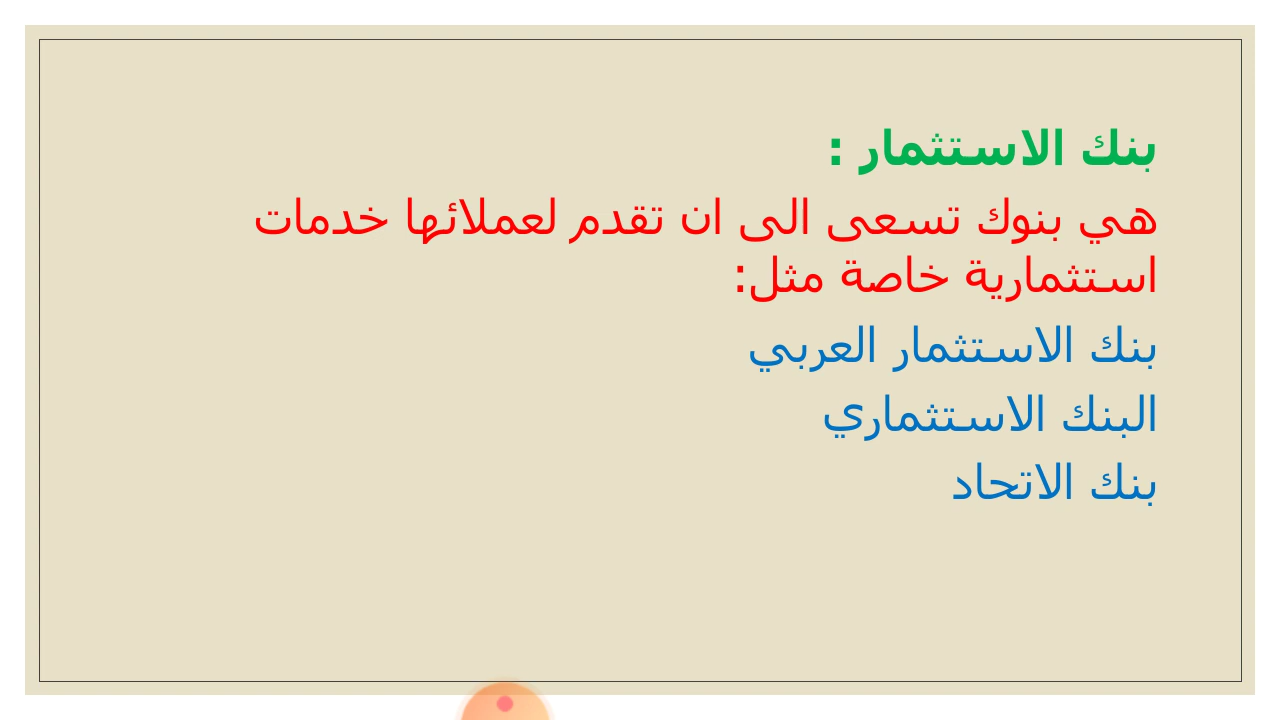 بنك الاستثمار :
هي بنوك تسعى الى ان تقدم لعملائها خدمات
استثمارية خاصة مثل:
بنك الاستثمار العربي
البنك الاستثماري
بنك الاتحاد